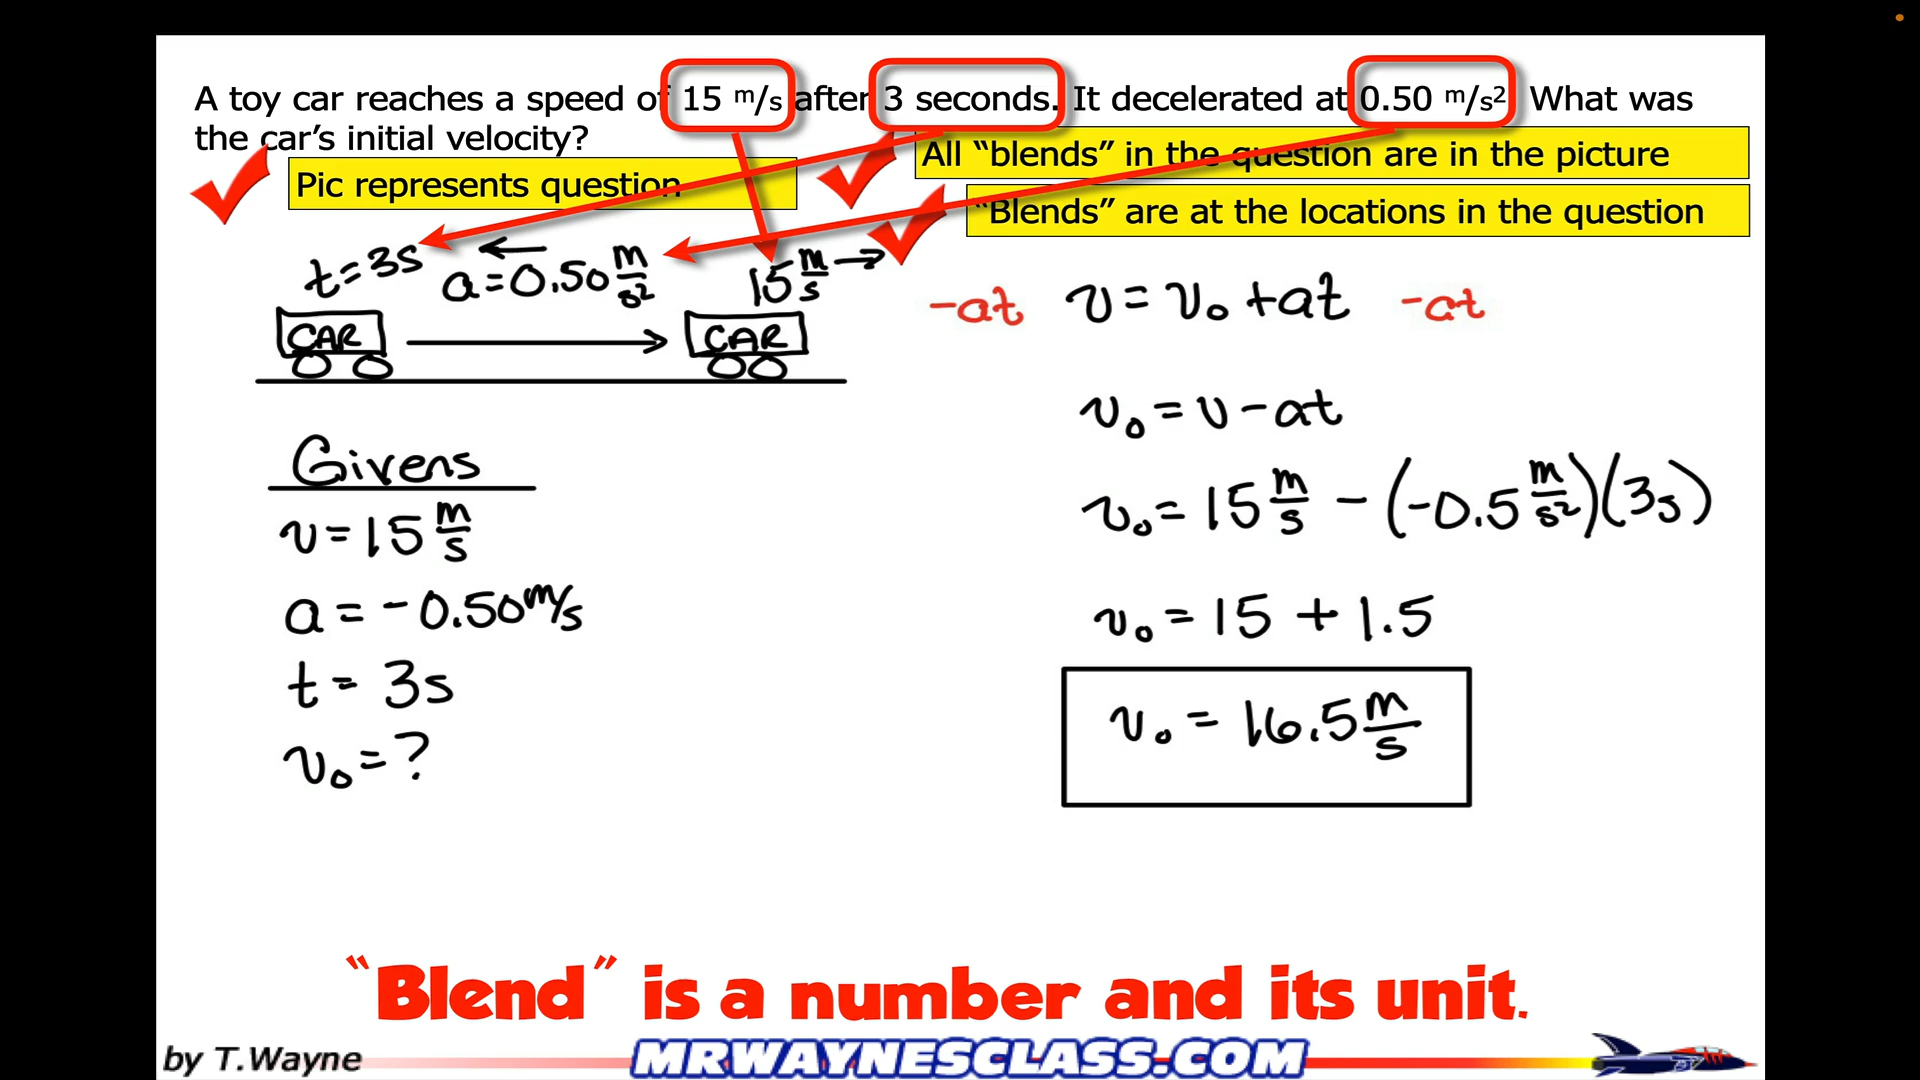 A toy car reaches a speed of 15 m/s after 3 seconds. It decelerated at 0.50 m/s² What was
the car's initial velocity?
All "blends" in the question are in the picture
Pic represents question
"Blends" are at the locations in the question
t=3s a=0.50 m/s² 15 m/s
CAR CAR
-at v=v₀+at -at
v₀=v-at
Givens
v=15 m/s
v₀=15 m/s-(-0.5 m/s²)(3s)
a=-0.50m/s
v₀=15+1.5
t=3s
v₀=16.5 m/s
v₀=?
"Blend" is a number and its unit.
by T.Wayne MRWAYNESCLASS.COM